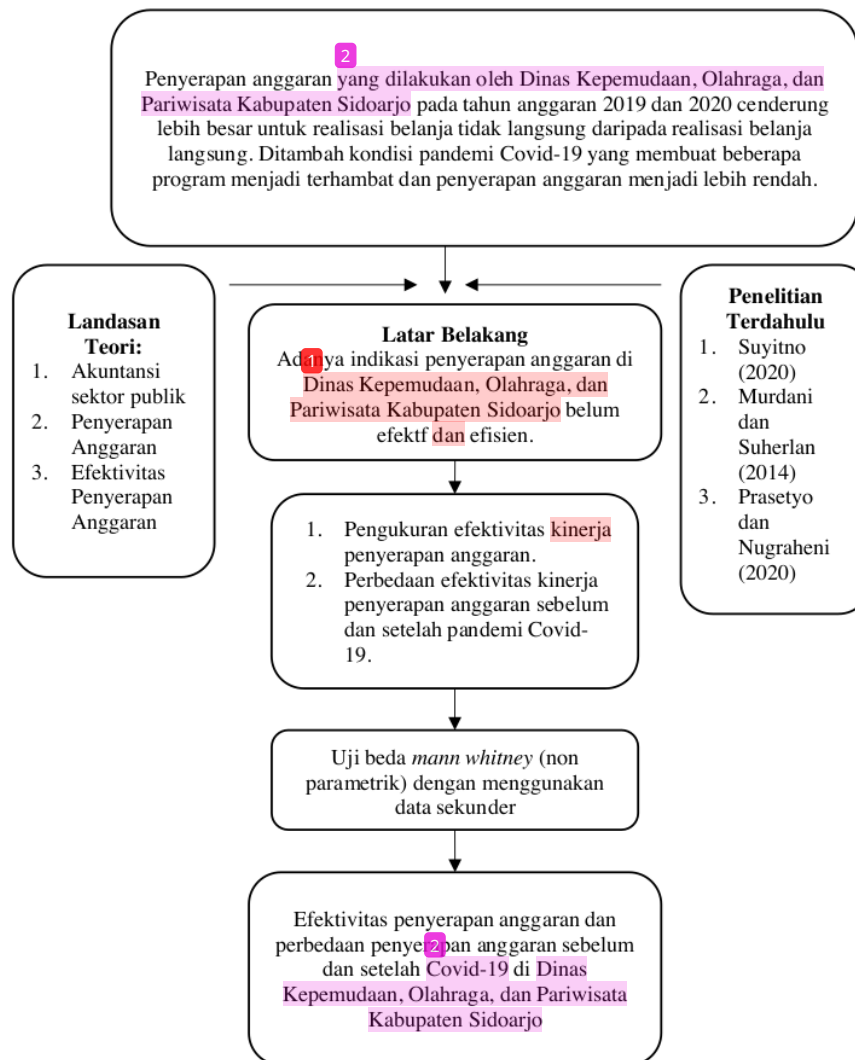 2
Penyerapan anggaran yang dilakukan oleh Dinas Kepemudaan, Olahraga, dan
Pariwisata Kabupaten Sidoarjo pada tahun anggaran 2019 dan 2020 cenderung
lebih besar untuk realisasi belanja tidak langsung daripada realisasi belanja
langsung. Ditambah kondisi pandemi Covid-19 yang membuat beberapa
program menjadi terhambat dan penyerapan anggaran menjadi lebih rendah.
Landasan
Teori:
1. Akuntansi
sektor publik
2. Penyerapan
Anggaran
3. Efektivitas
Penyerapan
Anggaran
Latar Belakang
1
Adanya indikasi penyerapan anggaran di
Dinas Kepemudaan, Olahraga, dan
Pariwisata Kabupaten Sidoarjo belum
efektf dan efisien.
Penelitian
Terdahulu
1. Suyitno
(2020)
2. Murdani
dan
Suherlan
(2014)
3. Prasetyo
dan
Nugraheni
(2020)
1. Pengukuran efektivitas kinerja
penyerapan anggaran.
2. Perbedaan efektivitas kinerja
penyerapan anggaran sebelum
dan setelah pandemi Covid-
19.
Uji beda mann whitney (non
parametrik) dengan menggunakan
data sekunder
Efektivitas penyerapan anggaran dan
2
perbedaan penyerapan anggaran sebelum
dan setelah Covid-19 di Dinas
Kepemudaan, Olahraga, dan Pariwisata
Kabupaten Sidoarjo